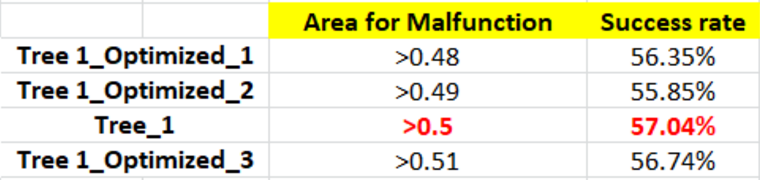 Area for Malfunction Success rate
Tree 1_Optimized_1 >0.48 56.35%
Tree 1_Optimized_2 >0.49 55.85%
Tree_1 >0.5 57.04%
Tree 1_Optimized_3 >0.51 56.74%